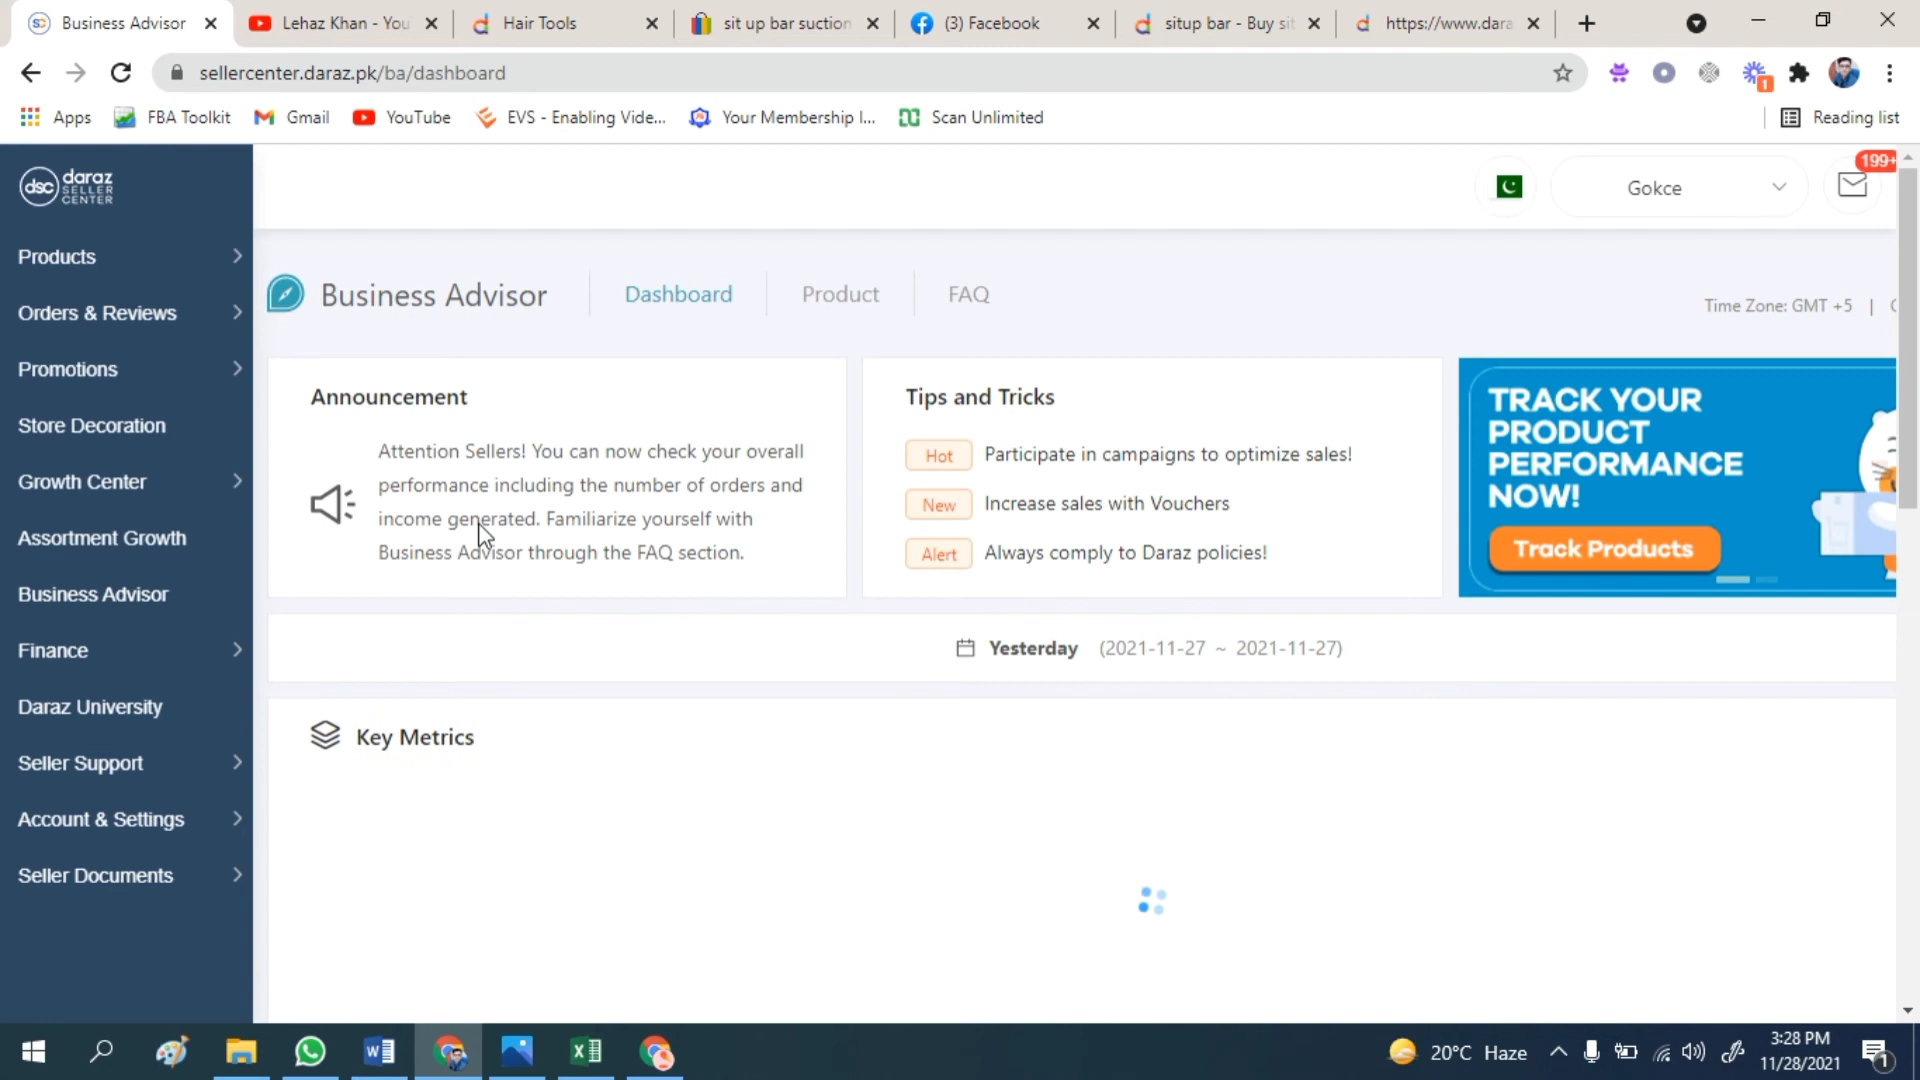 Business Advisor
Lehaz Khan - You
Hair Tools
sit up bar suction
(3) Facebook
situp bar - Buy sit
https://www.dara
sellercenter.daraz.pk/ba/dashboard
1
Apps
FBA Toolkit
Gmail
YouTube
EVS - Enabling Vide...
Your Membership I...
Scan Unlimited
Reading list
dsc daraz
SELLER
CENTER
Gokce
199+
Products
Orders & Reviews
Promotions
Store Decoration
Growth Center
Assortment Growth
Business Advisor
Finance
Daraz University
Seller Support
Account & Settings
Seller Documents
Business Advisor
Dashboard
Product
FAQ
Time Zone: GMT +5 |
Announcement
Attention Sellers! You can now check your overall
performance including the number of orders and
income generated. Familiarize yourself with
Business Advisor through the FAQ section.
Tips and Tricks
Hot Participate in campaigns to optimize sales!
New Increase sales with Vouchers
Alert Always comply to Daraz policies!
TRACK YOUR
PRODUCT
PERFORMANCE
NOW!
Track Products
Yesterday (2021-11-27 ~ 2021-11-27)
Key Metrics
20°C Haze
3:28 PM
11/28/2021
1